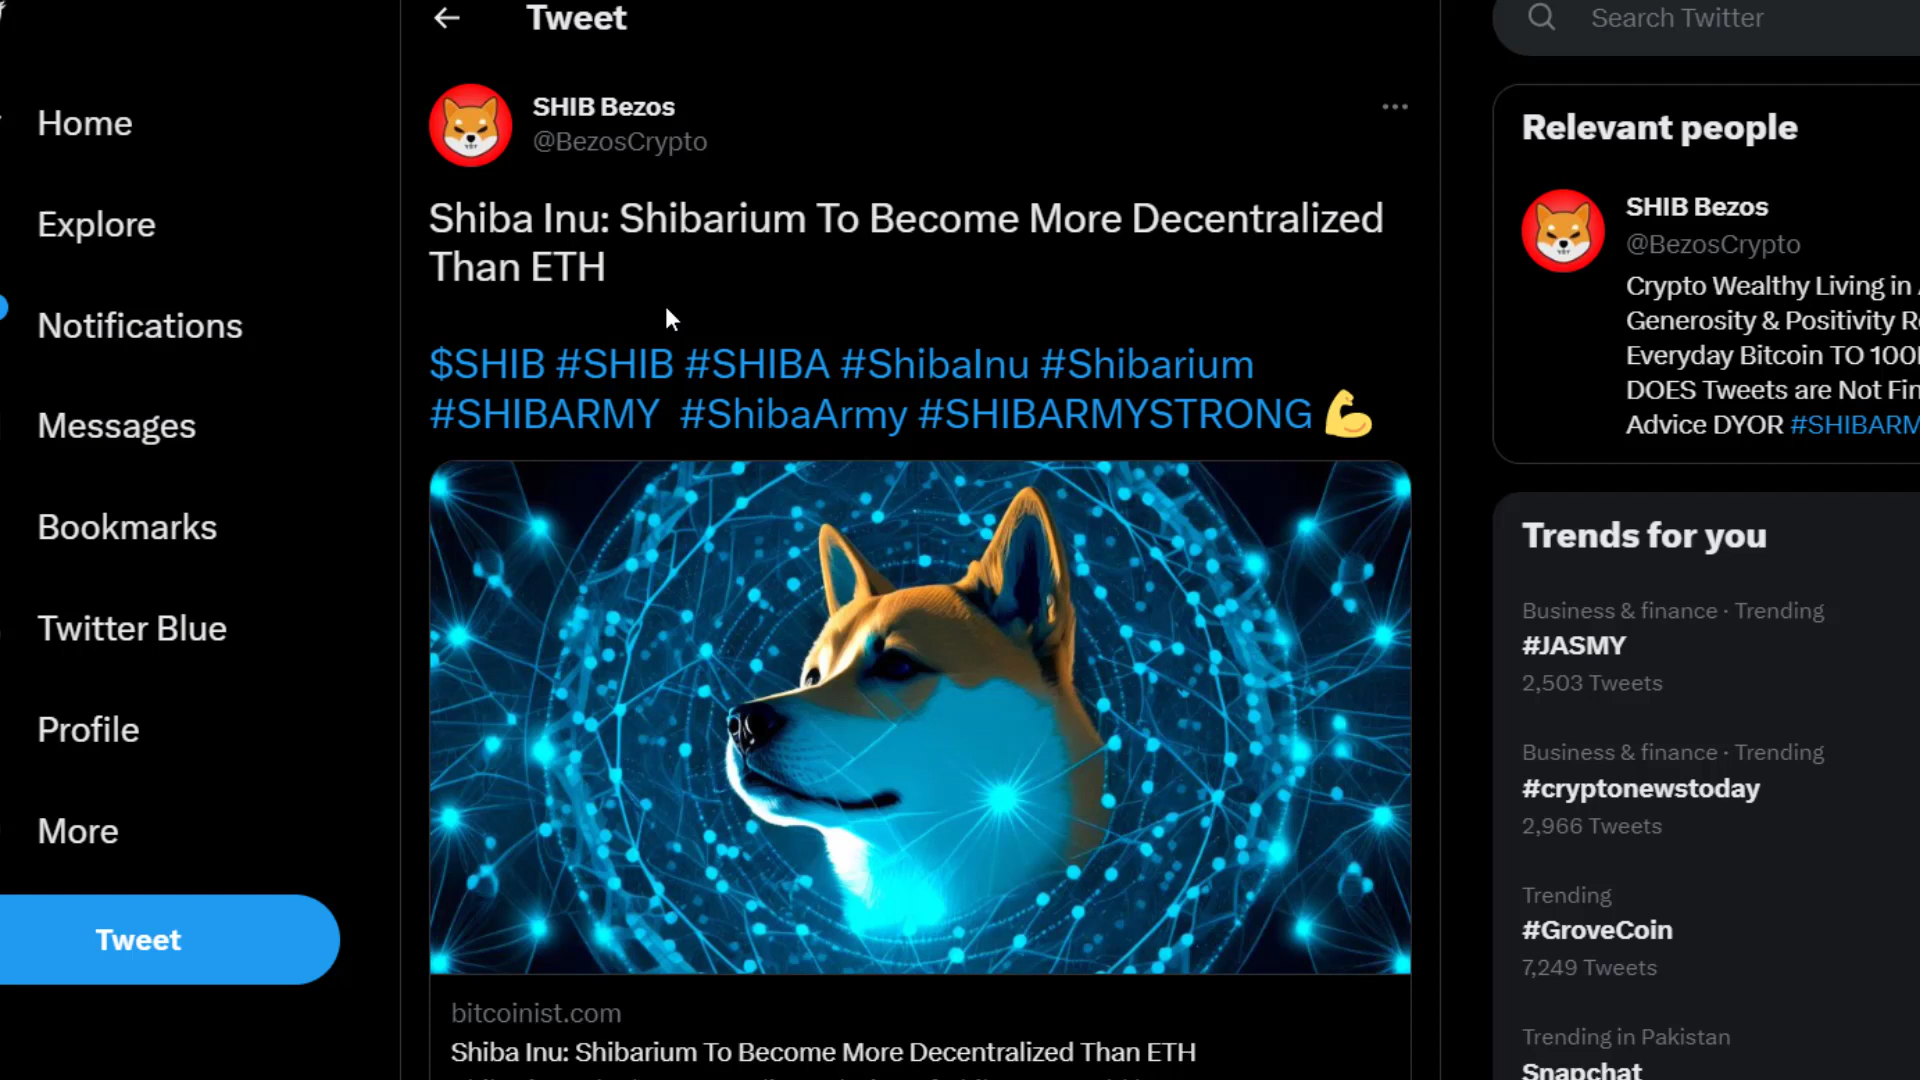 Tweet
Search Twitter
Home
Explore
Notifications
Messages
Bookmarks
Twitter Blue
Profile
More
Tweet
SHIB Bezos
@BezosCrypto
Shiba Inu: Shibarium To Become More Decentralized
Than ETH
$SHIB #SHIB #SHIBA #ShibaInu #Shibarium
#SHIBARMY #ShibaArmy #SHIBARMYSTRONG 💪
bitcoinist.com
Shiba Inu: Shibarium To Become More Decentralized Than ETH
Relevant people
SHIB Bezos
@BezosCrypto
Crypto Wealthy Living in
Generosity & Positivity
Everyday Bitcoin TO
DOES Tweets are Not
Advice DYOR #SHIBARM
Trends for you
Business & finance · Trending
#JASMY
2,503 Tweets
Business & finance · Trending
#cryptonewstoday
2,966 Tweets
Trending
#GroveCoin
7,249 Tweets
Trending in Pakistan
Snapchat